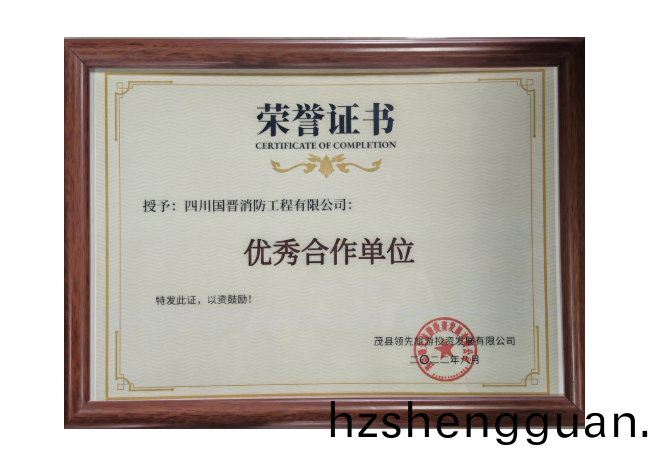 荣誉证书
CERTIFICATE OF COMPLETION
授予：四川国晋消防工程有限公司：
优秀合作单位
特发此证，以资鼓励！
茂县领先旅游投资发展有限公司
二〇二二年八月
hzshengguan.